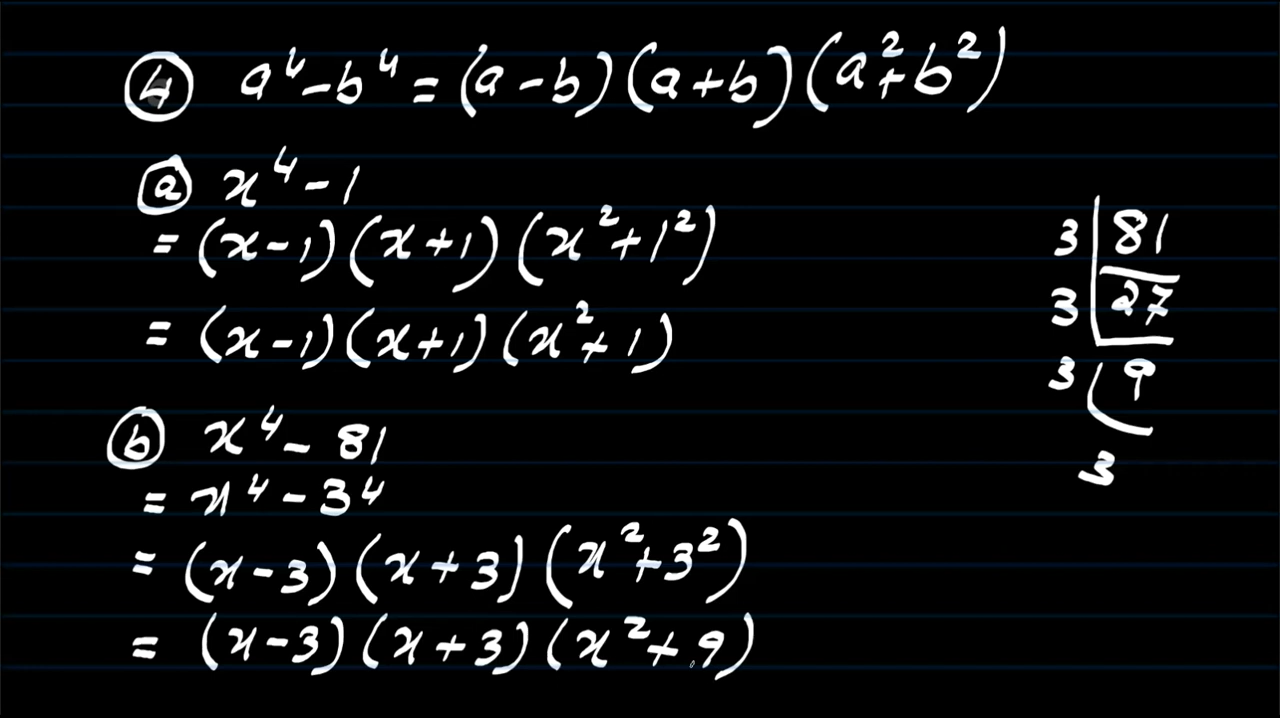 ④ a⁴-b⁴ = (a-b)(a+b)(a²+b²)
ⓐ x⁴-1
= (x-1)(x+1)(x²+1²)
= (x-1)(x+1)(x²+1)
ⓑ x⁴- 81
= x⁴-3⁴
= (x-3)(x+3)(x²+3²)
= (x-3)(x+3)(x²+9)
3 | 81
3 | 27
3 | 9
3